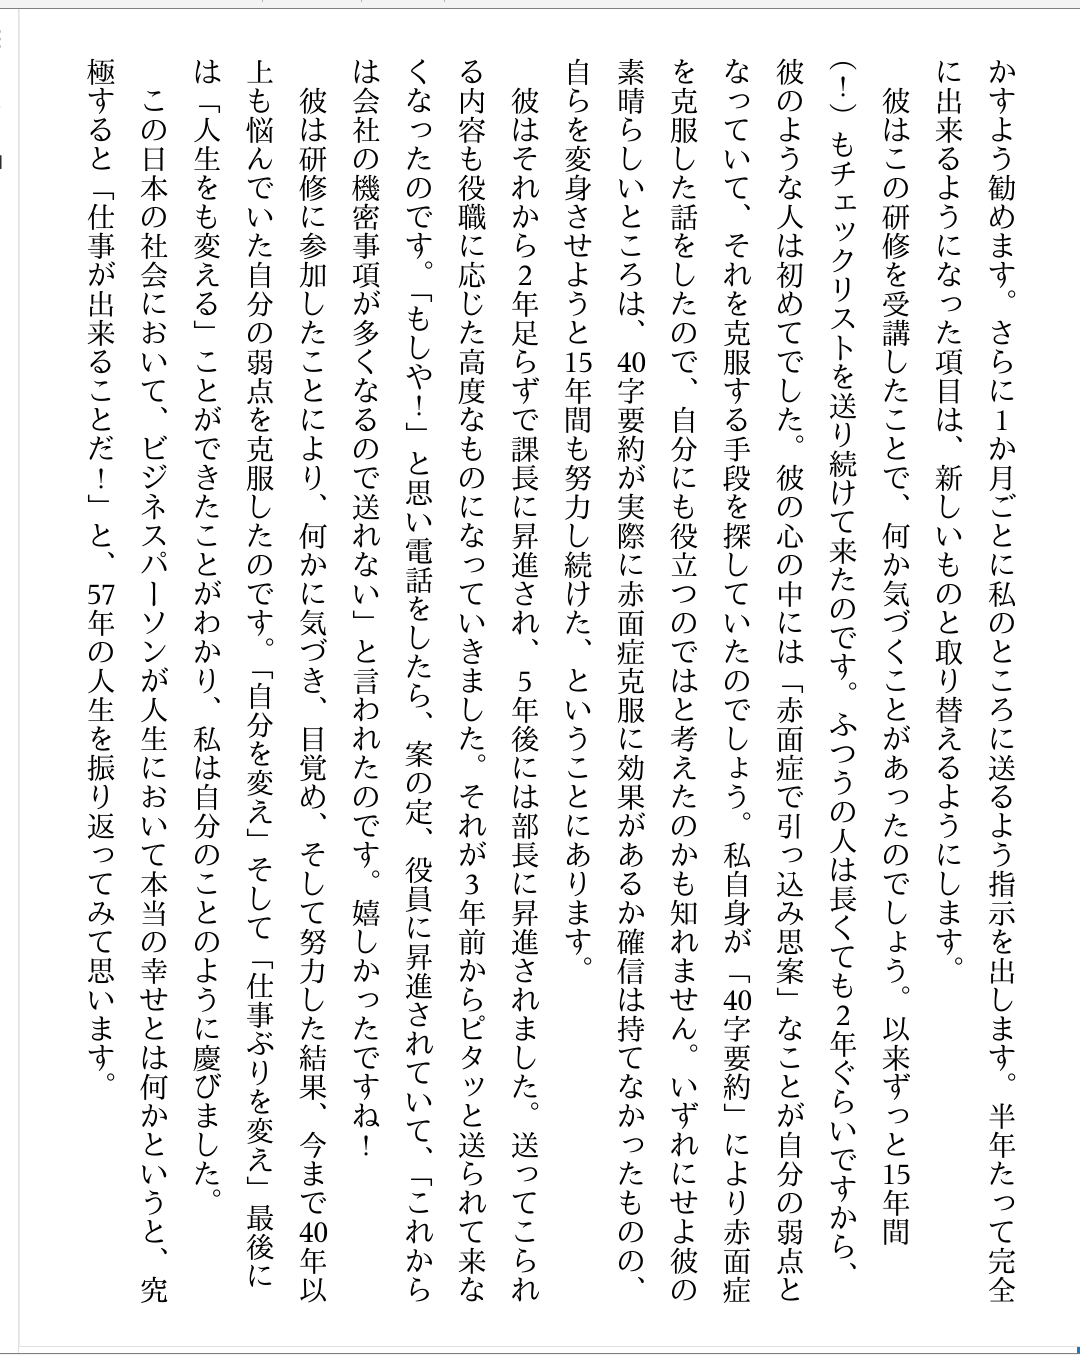 かすよう勧めます。さらに1か月ごとに私のところに送るよう指示を出します。半年たって完全
に出来るようになった項目は、新しいものと取り替えるようにします。
彼はこの研修を受講したことで、何か気づくことがあったのでしょう。以来ずっと15年間
（！）もチェックリストを送り続けて来たのです。ふつうの人は長くても2年ぐらいですから、
彼のような人は初めてでした。彼の心の中には「赤面症で引っ込み思案」なことが自分の弱点と
なっていて、それを克服する手段を探していたのでしょう。私自身が「40字要約」により赤面症
を克服した話をしたので、自分にも役立つのではと考えたのかも知れません。いずれにせよ彼の
素晴らしいところは、40字要約が実際に赤面症克服に効果があるか確信は持てなかったものの、
自らを変身させようと15年間も努力し続けた、ということにあります。
彼はそれから2年足らずで課長に昇進され、5年後には部長に昇進されました。送ってこられ
る内容も役職に応じた高度なものになっていきました。それが3年前からピタッと送られて来な
くなったのです。「もしや！」と思い電話をしたら、案の定、役員に昇進されていて、「これから
は会社の機密事項が多くなるので送れない」と言われたのです。嬉しかったですね！
彼は研修に参加したことにより、何かに気づき、目覚め、そして努力した結果、今まで40年以
上も悩んでいた自分の弱点を克服したのです。「自分を変え」そして「仕事ぶりを変え」最後に
は「人生をも変える」ことができたことがわかり、私は自分のことのように慶びました。
この日本の社会において、ビジネスパーソンが人生において本当の幸せとは何かというと、究
極すると「仕事が出来ることだ！」と、57年の人生を振り返ってみて思います。